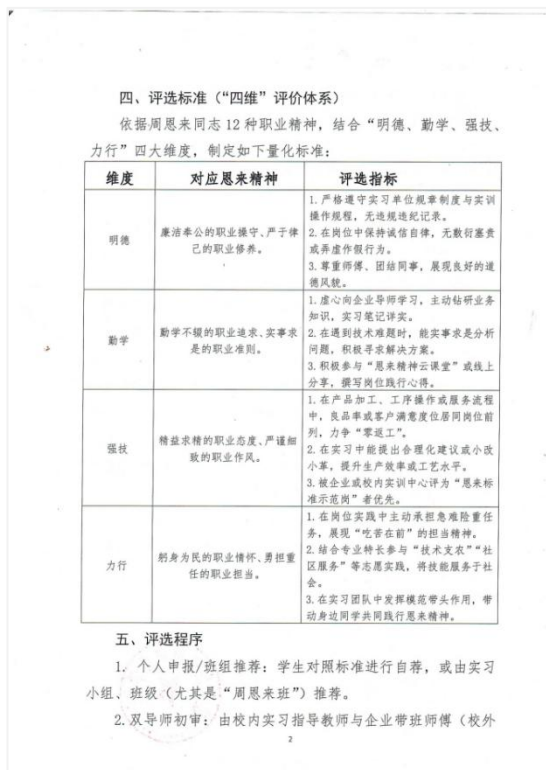 四、评选标准（“四维”评价体系）
依据周恩来同志12种职业精神，结合“明德、勤学、强技、
力行”四大维度，制定如下量化标准：
维度 对应恩来精神 评选指标
明德
廉洁奉公的职业操守、严于律
己的职业修养。
1.严格遵守实习单位规章制度与实训
操作规程，无违规违纪记录。
2.在岗位中保持诚信自律，无敷衍塞责
或弄虚作假行为。
3.尊重师傅、团结同事，展现良好的道
德风貌。
勤学
勤学不辍的职业追求、实事求
是的职业准则。
1.虚心向企业导师学习，主动钻研业务
知识，实习笔记详实。
2.在遇到技术难题时，能实事求是分析
问题，积极寻求解决方案。
3.积极参与“恩来精神云课堂”或线上
分享，撰写岗位践行心得。
强技
精益求精的职业态度、严谨细
致的职业作风。
1.在产品加工、工序操作或服务流程
中，良品率或客户满意度位居同岗位前
列，力争“零返工”。
2.在实习中能提出合理化建议或小改
小革，提升生产效率或工艺水平。
3.被企业或校内实训中心评为“恩来标
准示范岗”者优先。
力行
躬身为民的职业情怀、勇担重
任的职业担当。
1.在岗位实践中主动承担急难险重任
务，展现“吃苦在前”的担当精神。
2.结合专业特长参与“技术支农”“社
区服务”等志愿实践，将技能服务于社
会。
3.在实习团队中发挥模范带头作用，带
动身边同学共同践行恩来精神。
五、评选程序
1. 个人申报/班组推荐：学生对照标准进行自荐，或由实习
小组、班级（尤其是“周恩来班”）推荐。
2.双导师初审：由校内实习指导教师与企业带班师傅（校外
2